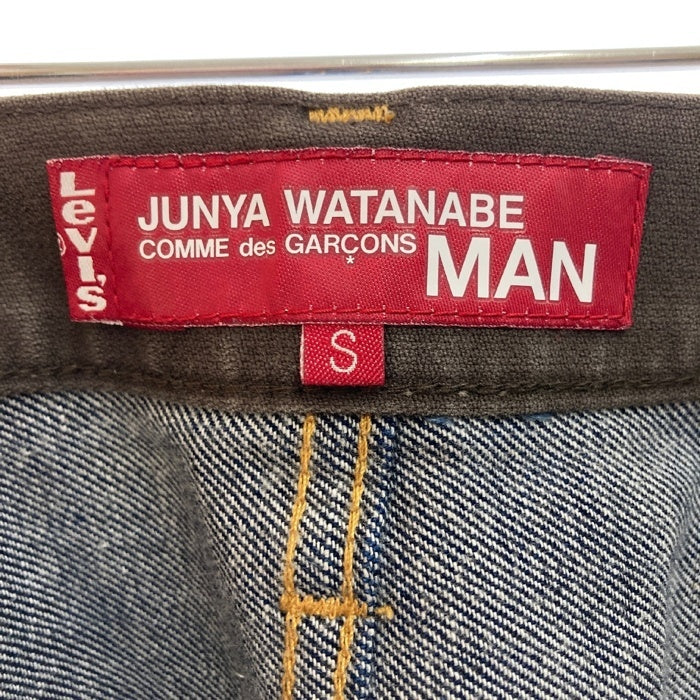 Levi's
®
JUNYA WATANABE
COMME des GARÇONS
*
MAN
S